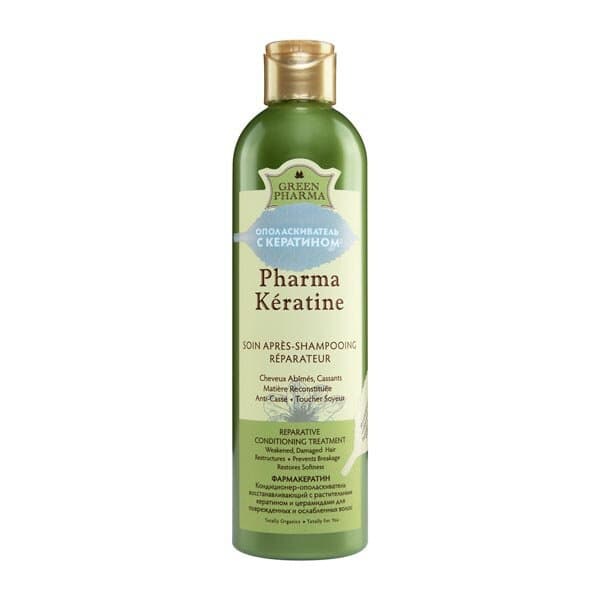 GREEN
PHARMA
ОПОЛАСКИВАТЕЛЬ
С КЕРАТИНОМ
Pharma
Kératine
SOIN APRÈS-SHAMPOOING
RÉPARATEUR
Cheveux Abîmés, Cassants
Matière Reconstituée
Anti-Casse • Toucher Soyeux
REPARATIVE
CONDITIONING TREATMENT
Weakened, Damaged Hair
Restructures • Prevents Breakage
Restores Softness
ФАРМАКЕРАТИН
Кондиционер-ополаскиватель
восстанавливающий с растительным
кератином и церамидами для
поврежденных и ослабленных волос
Totally Organics • Totally For You